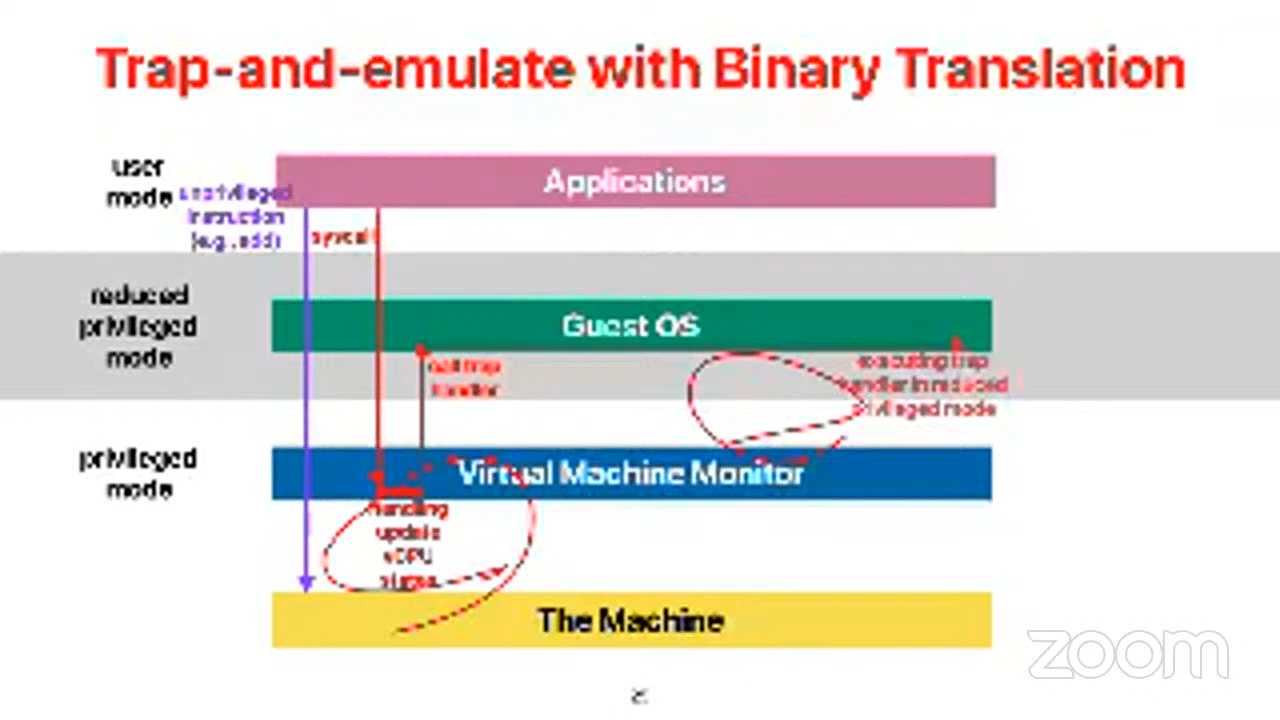 Trap-and-emulate with Binary Translation
user
mode
Applications
unprivileged
instruction
(e.g., add)
syscall
reduced
privileged
mode
Guest OS
call trap
handler
executing trap
handler in reduced
privileged mode
privileged
mode
Virtual Machine Monitor
handling
update
vCPU
The Machine
zoom